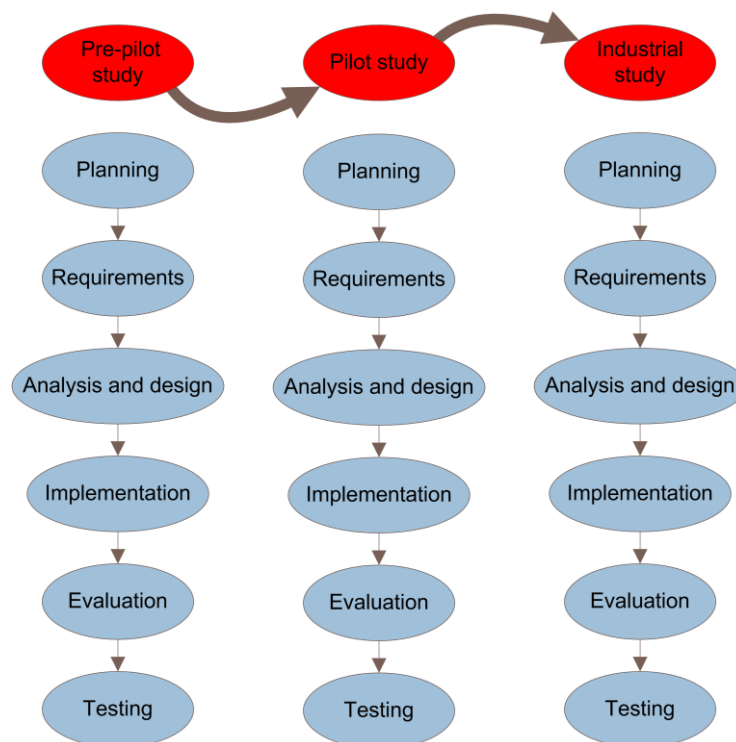 Pre-pilot
study
Pilot study
Industrial
study
Planning
Requirements
Analysis and design
Implementation
Evaluation
Testing
Planning
Requirements
Analysis and design
Implementation
Evaluation
Testing
Planning
Requirements
Analysis and design
Implementation
Evaluation
Testing